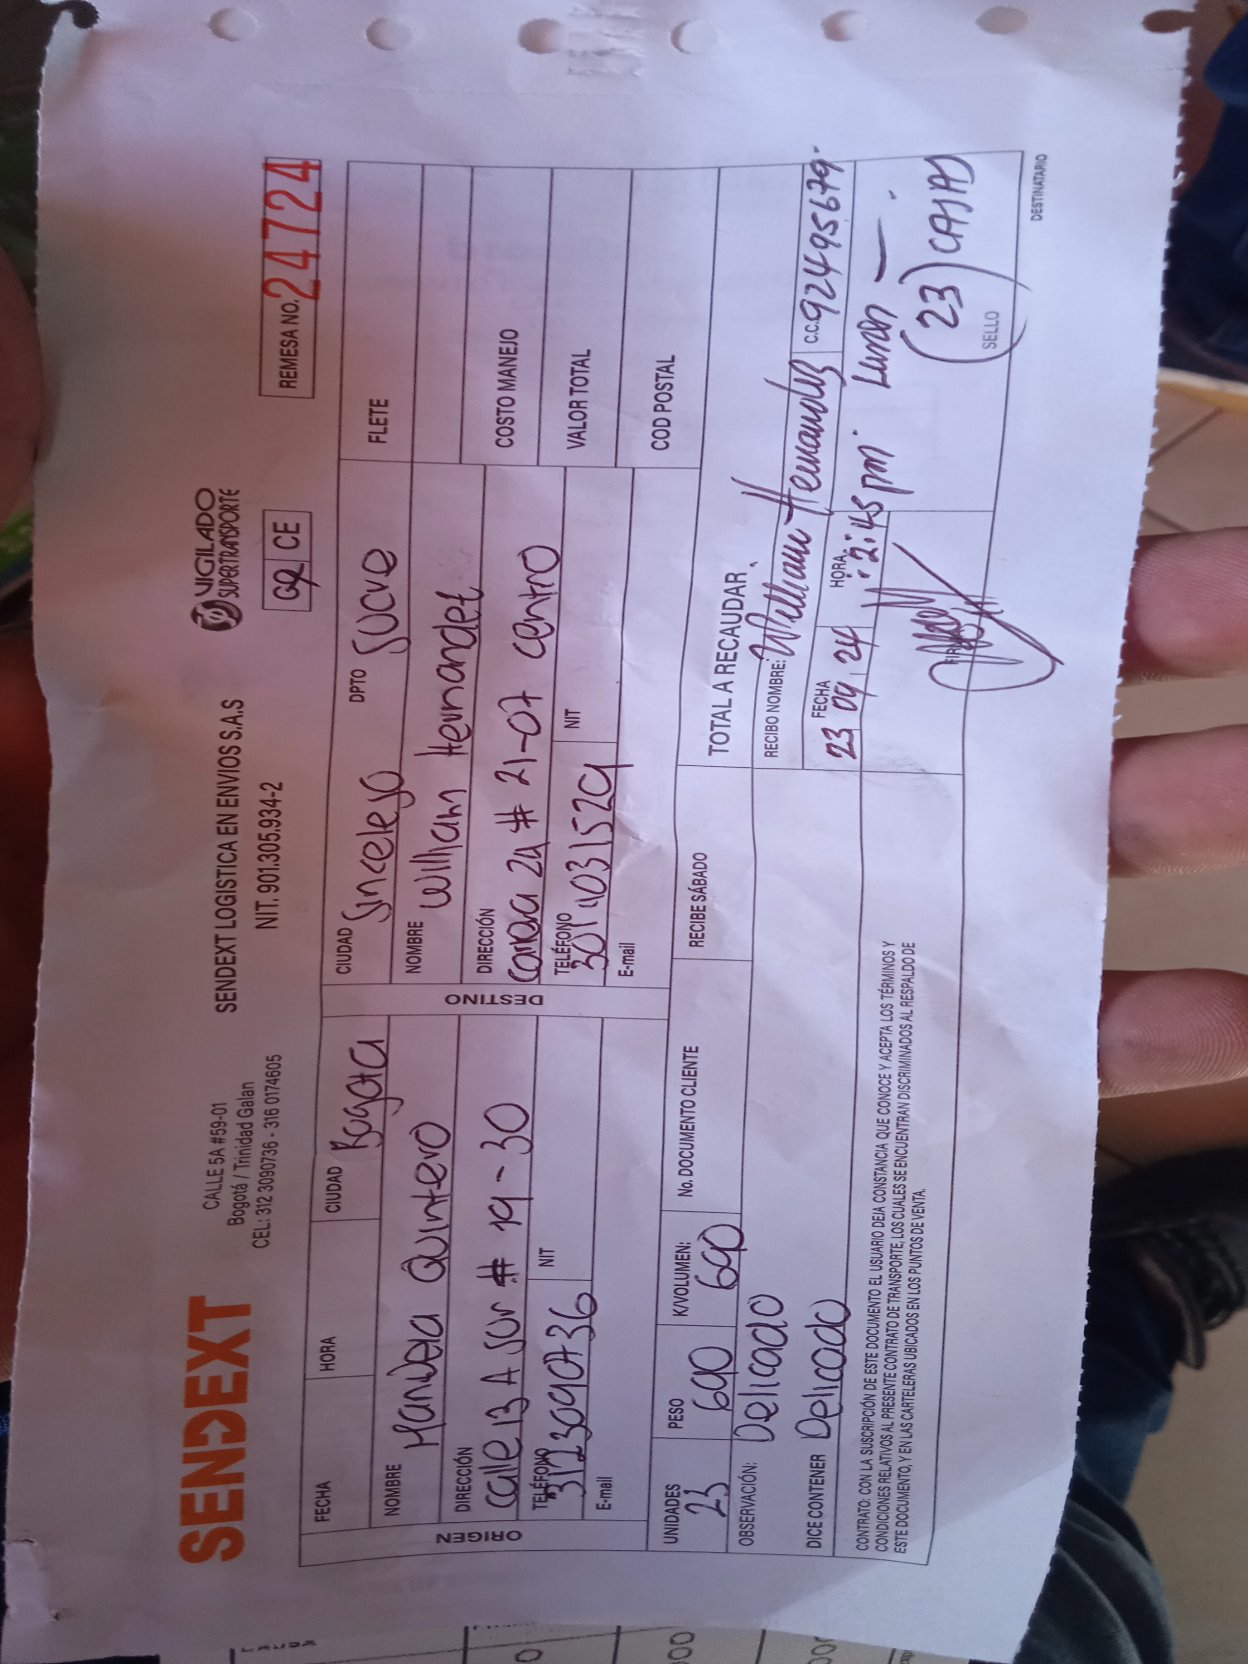 SENDEXT
CALLE 5A #59-01
Bogotá / Trinidad Galan
CEL: 312 3090736 - 316 0174605
SENDEXT LOGISTICA EN ENVIOS S.A.S
NIT. 901.305.934-2
VIGILADO
SUPERTRANSPORTE
CE
REMESA NO. 24724
ORIGEN
FECHA
HORA
CIUDAD Bogota
NOMBRE
Quintero
DIRECCIÓN
calle 13 A sur # 19-30
TELÉFONO
3123090736
NIT
E-mail
DESTINO
CIUDAD Sincelejo
DPTO Sucre
NOMBRE
william Hernandez
DIRECCIÓN
21-07 centro
TELÉFONO
NIT
E-mail
FLETE
COSTO MANEJO
VALOR TOTAL
COD POSTAL
UNIDADES
23
PESO
690
K/VOLUMEN:
690
No. DOCUMENTO CLIENTE
RECIBE SÁBADO
TOTAL A RECAUDAR
OBSERVACIÓN: Delicado
DICE CONTENER Delicado
RECIBO NOMBRE: William Hernandez
C.C. 92495679
FECHA
23 09 24
HORA
2:45 pm
Lunes
(23) CAJAS
SELLO
CONTRATO: CON LA SUSCRIPCIÓN DE ESTE DOCUMENTO EL USUARIO DEJA CONSTANCIA QUE CONOCE Y ACEPTA LOS TÉRMINOS Y
CONDICIONES RELATIVOS AL PRESENTE CONTRATO DE TRANSPORTE, LOS CUALES SE ENCUENTRAN DISCRIMINADOS AL RESPALDO DE
ESTE DOCUMENTO, Y EN LAS CARTELERAS UBICADOS EN LOS PUNTOS DE VENTA.
DESTINATARIO